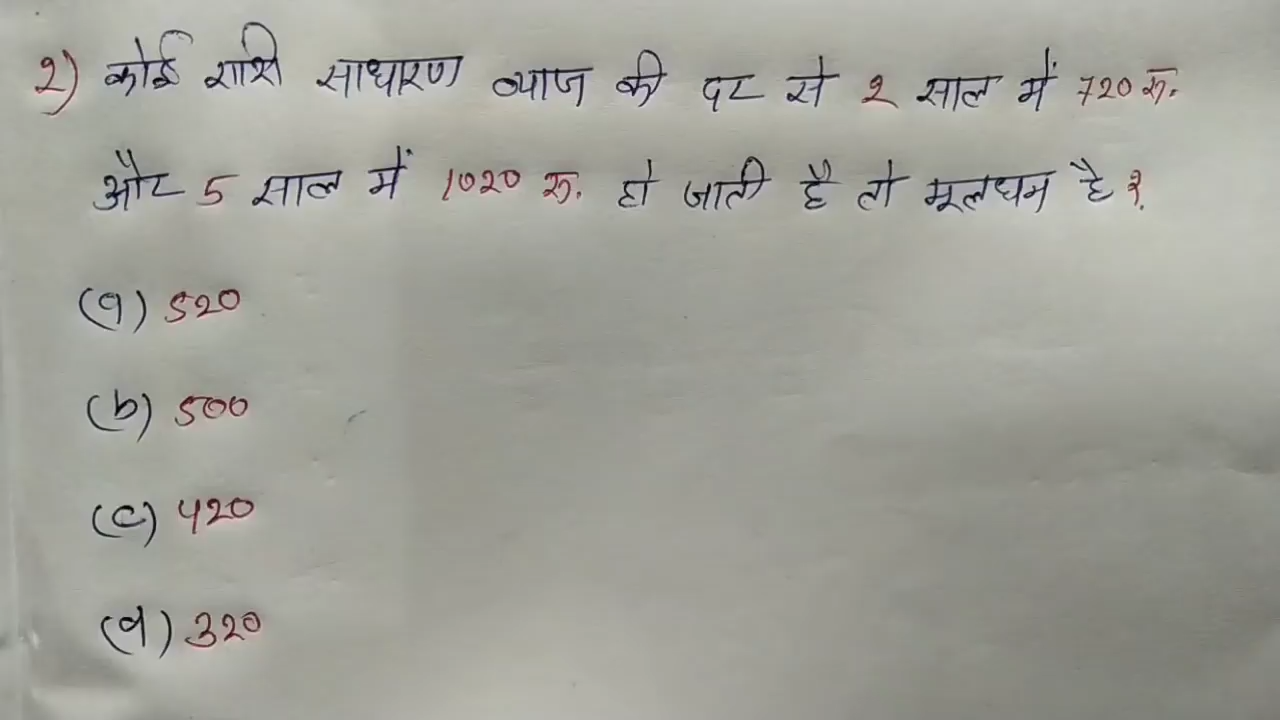 2) कोई राशि साधारण ब्याज की दर से 2 साल में 720 रु.
और 5 साल में 1020 रु. हो जाती है तो मूलधन है ?
(a) 520
(b) 500
(c) 420
(d) 320